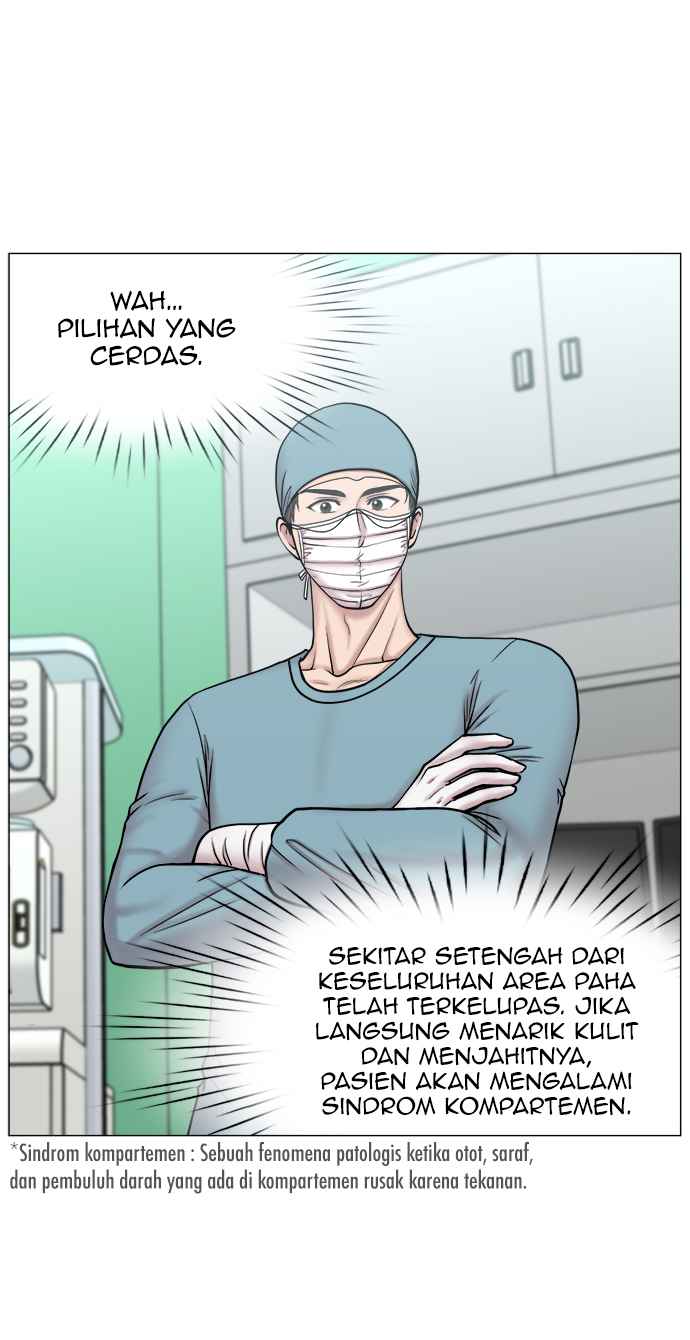 WAH...
PILIHAN YANG
CERDAS.
SEKITAR SETENGAH DARI
KESELURUHAN AREA PAHA
TELAH TERKELUPAS. JIKA
LANGSUNG MENARIK KULIT
DAN MENJAHITNYA,
PASIEN AKAN MENGALAMI
SINDROM KOMPARTEMEN.
*Sindrom kompartemen : Sebuah fenomena patologis ketika otot, saraf,
dan pembuluh darah yang ada di kompartemen rusak karena tekanan.